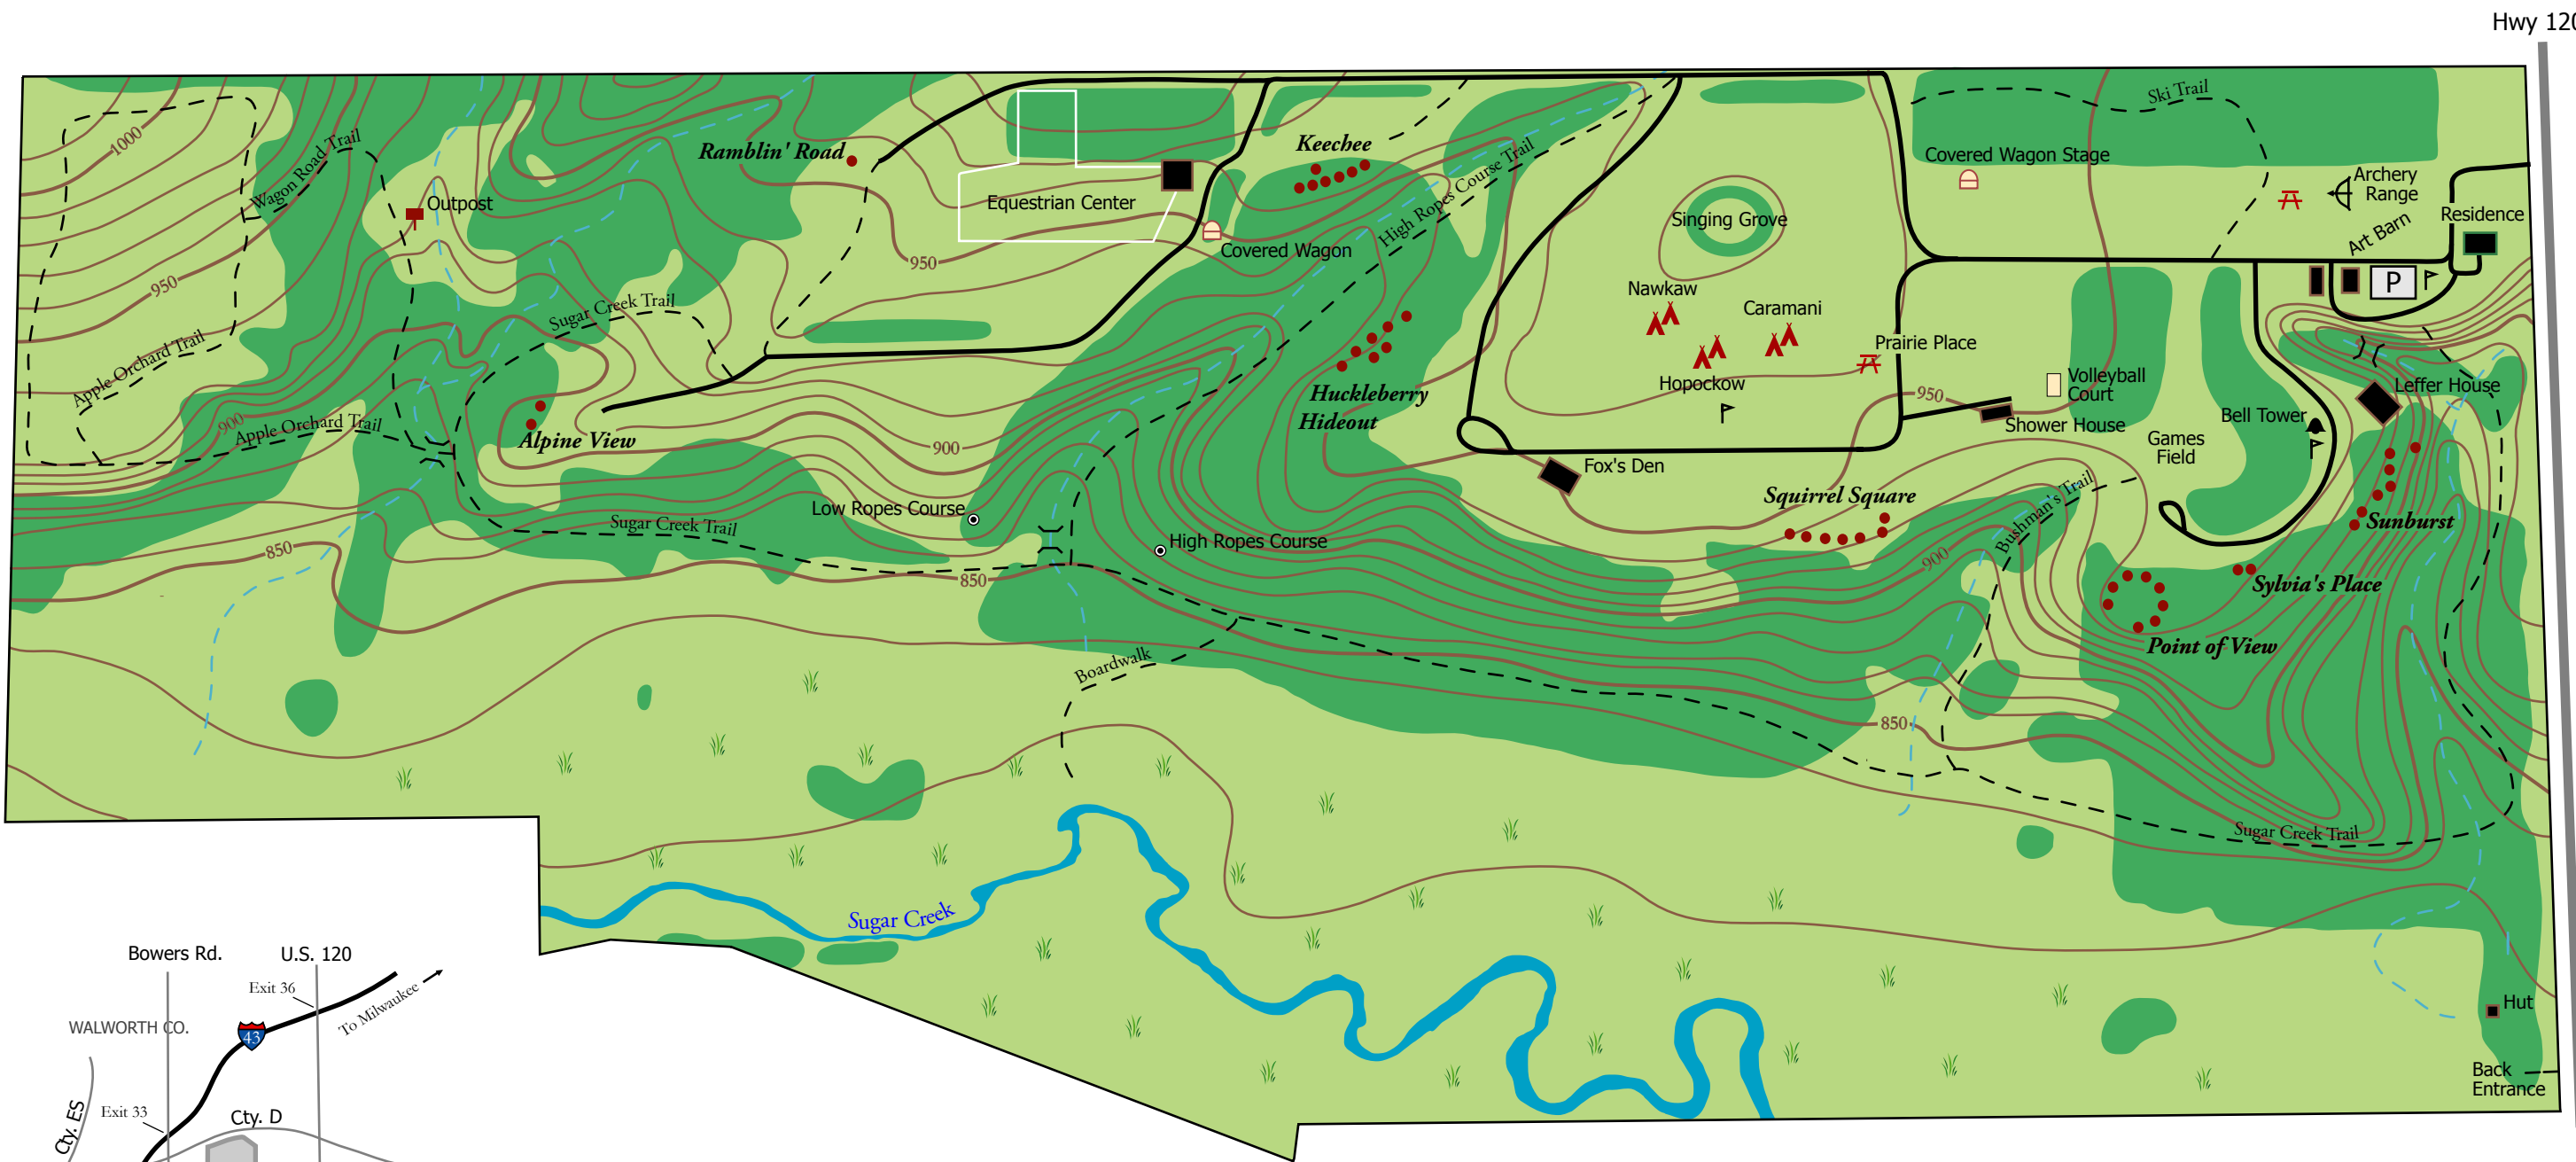 Hwy 120
Ski Trail
1000
Wagon Road Trail
Ramblin' Road
Keechee
High Ropes Course Trail
Covered Wagon Stage
Archery
Range
Outpost
Equestrian Center
Singing Grove
Art Barn
Residence
Covered Wagon
950
950
P
Sugar Creek Trail
Nawkaw
Caramani
Apple Orchard Trail
Prairie Place
Hopockow
Volleyball
Court
Leffer House
Huckleberry
Hideout
950
Shower House
Bell Tower
900
Apple Orchard Trail
Alpine View
900
Games
Field
Fox's Den
Squirrel Square
Bushman's Trail
Low Ropes Course
Sugar Creek Trail
Sunburst
High Ropes Course
850
850
900
Sylvia's Place
Point of View
Boardwalk
850
Sugar Creek Trail
Sugar Creek
Bowers Rd.
U.S. 120
Exit 36
To Milwaukee
WALWORTH CO.
43
Hut
Back
Entrance
Exit 33
Cty. D
Cty. ES